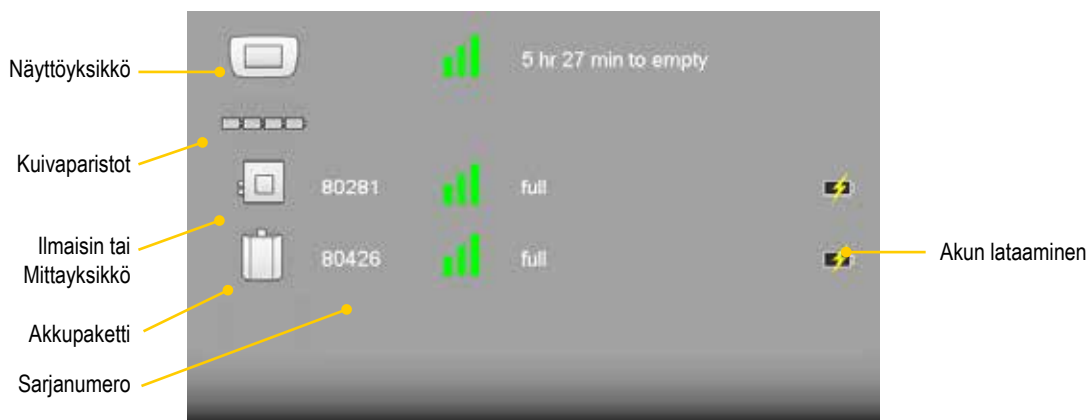 Näyttöyksikkö
5 hr 27 min to empty
Kuivaparistot
80281 full
Ilmaisin tai
Mittayksikkö
80426 full
Akun lataaminen
Akkupaketti
Sarjanumero